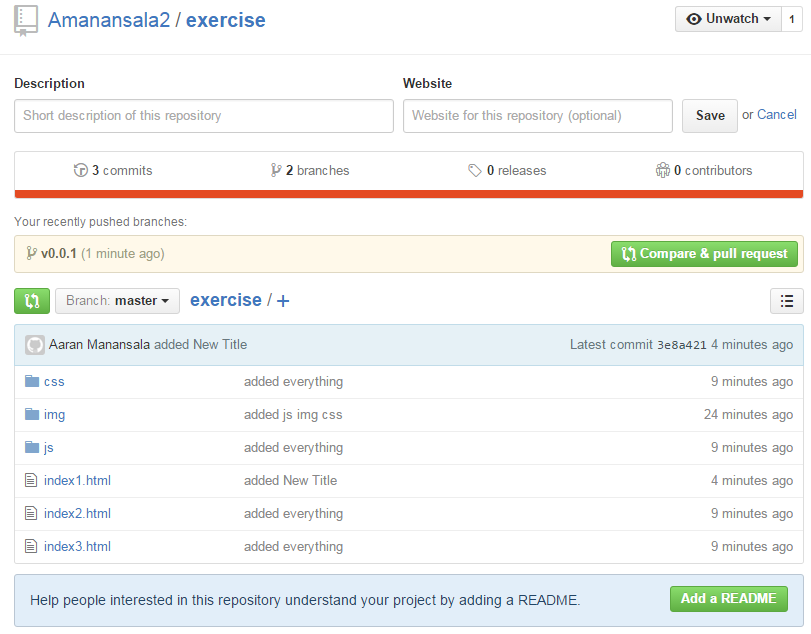 Amanansala2 / exercise
Unwatch 1
Description Website
Short description of this repository Website for this repository (optional) Save or Cancel
3 commits 2 branches 0 releases 0 contributors
Your recently pushed branches:
v0.0.1 (1 minute ago) Compare & pull request
Branch: master exercise / +
Aaran Manansala added New Title Latest commit 3e8a421 4 minutes ago
css added everything 9 minutes ago
img added js img css 24 minutes ago
js added everything 9 minutes ago
index1.html added New Title 4 minutes ago
index2.html added everything 9 minutes ago
index3.html added everything 9 minutes ago
Help people interested in this repository understand your project by adding a README. Add a README